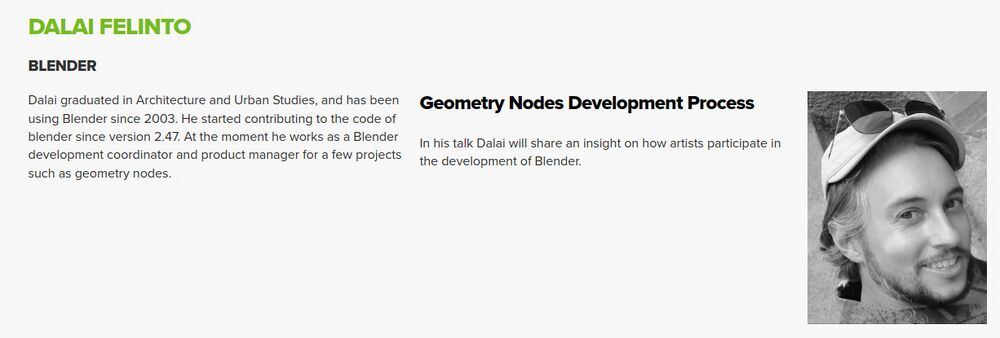 DALAI FELINTO
BLENDER
Dalai graduated in Architecture and Urban Studies, and has been
using Blender since 2003. He started contributing to the code of
blender since version 2.47. At the moment he works as a Blender
development coordinator and product manager for a few projects
such as geometry nodes.
Geometry Nodes Development Process
In his talk Dalai will share an insight on how artists participate in
the development of Blender.